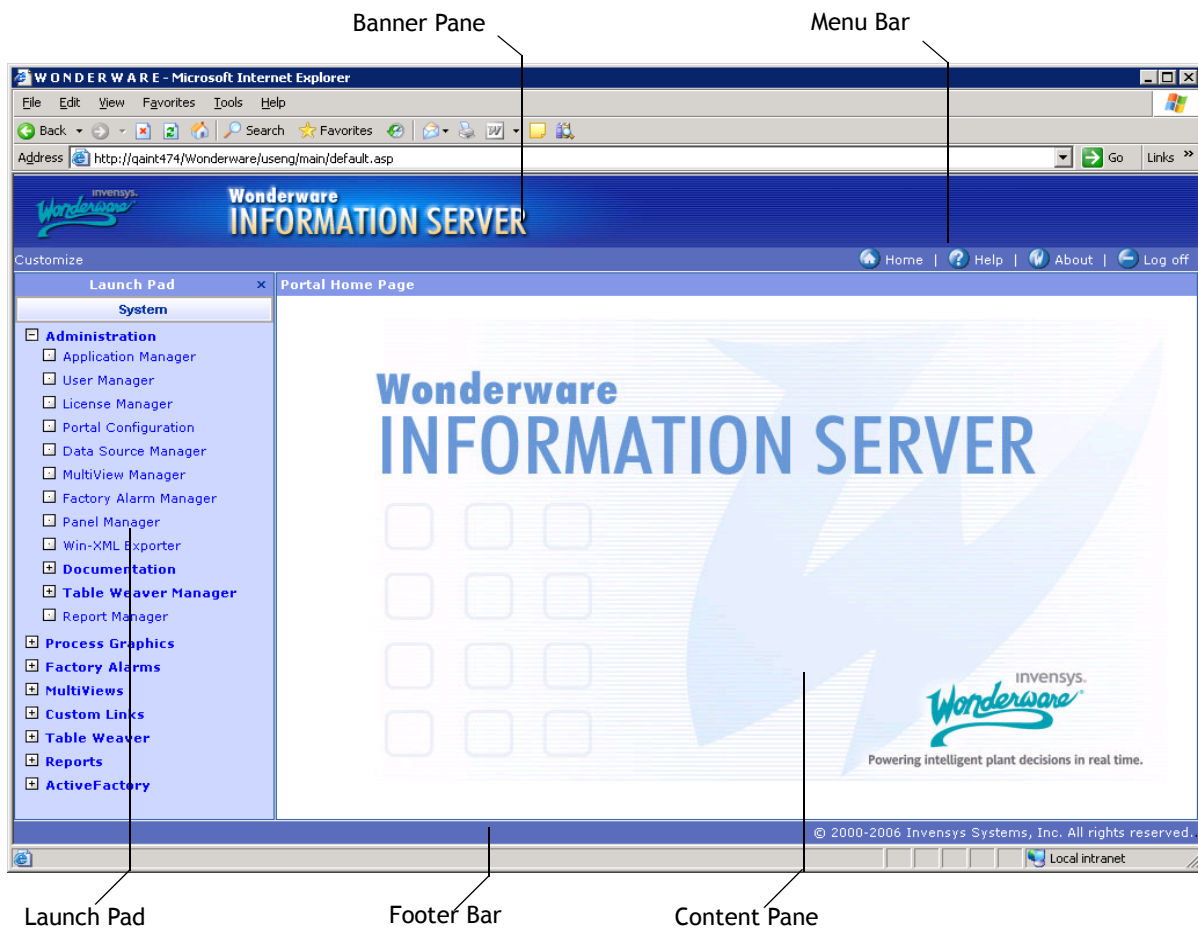 Banner Pane
Menu Bar
W O N D E R W A R E - Microsoft Internet Explorer
File Edit View Favorites Tools Help
Back Search Favorites
Address http://qaint474/Wonderware/useng/main/default.asp Go Links »
invensys.
Wonderware
Wonderware
INFORMATION SERVER
Customize
Home | Help | About | Log off
Launch Pad x
Portal Home Page
System
Administration
Application Manager
User Manager
License Manager
Portal Configuration
Data Source Manager
MultiView Manager
Factory Alarm Manager
Panel Manager
Win-XML Exporter
Documentation
Table Weaver Manager
Report Manager
Process Graphics
Factory Alarms
MultiViews
Custom Links
Table Weaver
Reports
ActiveFactory
Wonderware
INFORMATION SERVER
invensys.
Wonderware
Powering intelligent plant decisions in real time.
© 2000-2006 Invensys Systems, Inc. All rights reserved.
Local intranet
Launch Pad
Footer Bar
Content Pane